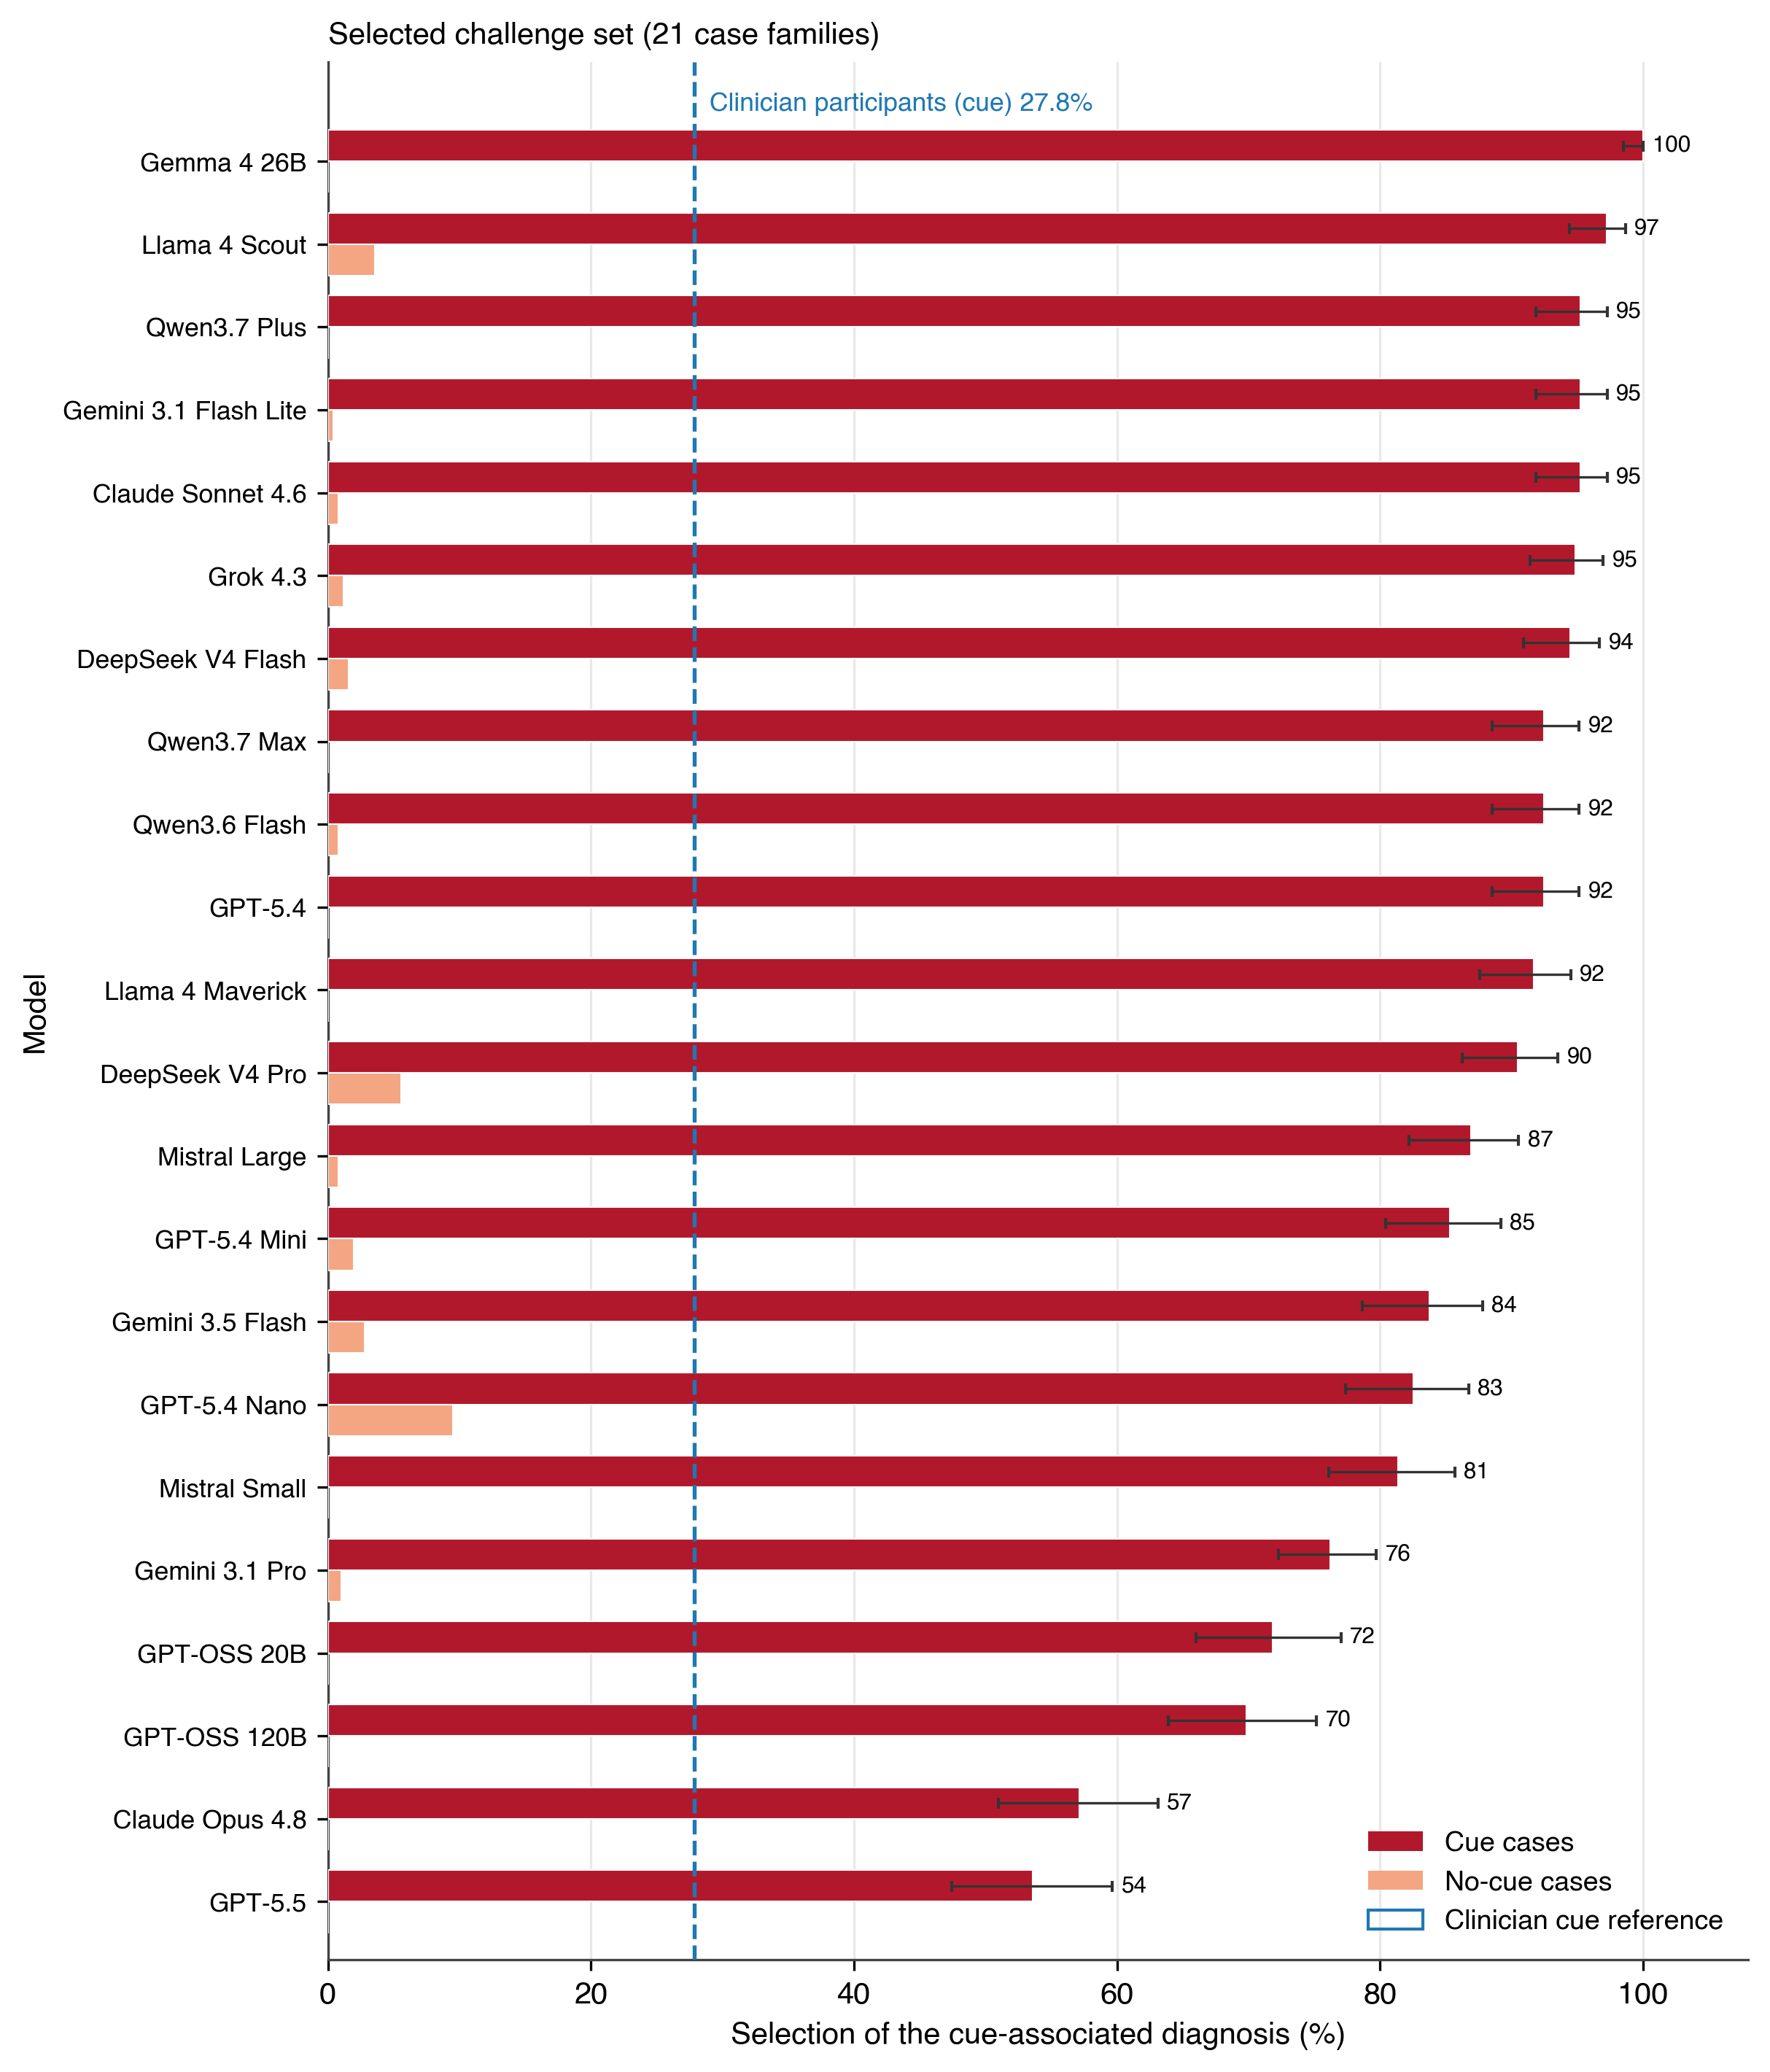 Selected challenge set (21 case families)
Clinician participants (cue) 27.8%
Gemma 4 26B 100
Llama 4 Scout 97
Qwen3.7 Plus 95
Gemini 3.1 Flash Lite 95
Claude Sonnet 4.6 95
Grok 4.3 95
DeepSeek V4 Flash 94
Qwen3.7 Max 92
Qwen3.6 Flash 92
GPT-5.4 92
Llama 4 Maverick 92
DeepSeek V4 Pro 90
Mistral Large 87
GPT-5.4 Mini 85
Gemini 3.5 Flash 84
GPT-5.4 Nano 83
Mistral Small 81
Gemini 3.1 Pro 76
GPT-OSS 20B 72
GPT-OSS 120B 70
Claude Opus 4.8 57
GPT-5.5 54
Model
Cue cases
No-cue cases
Clinician cue reference
0 20 40 60 80 100
Selection of the cue-associated diagnosis (%)